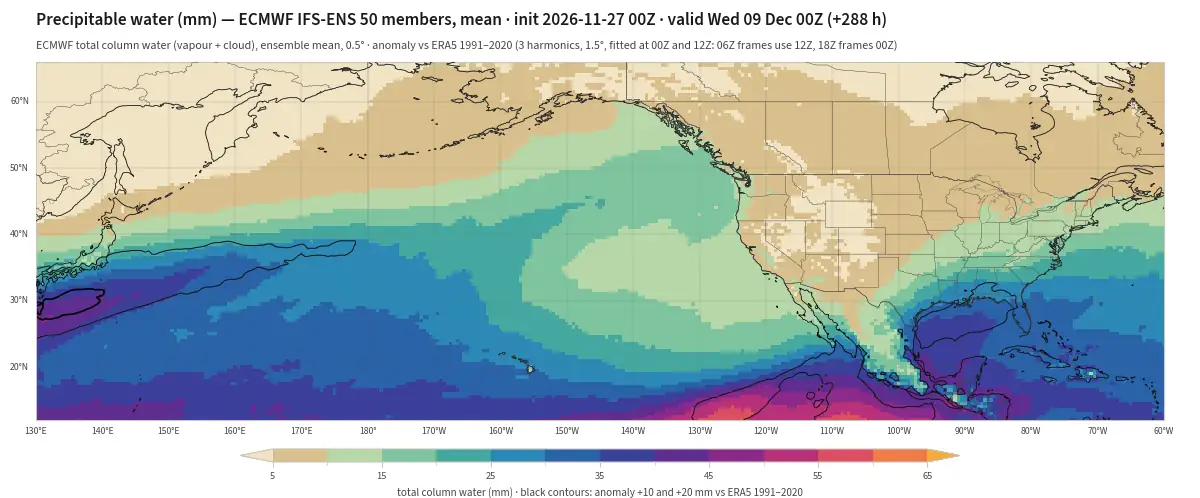 Precipitable water (mm) — ECMWF IFS-ENS 50 members, mean · init 2026-11-27 00Z · valid Wed 09 Dec 00Z (+288 h)
ECMWF total column water (vapour + cloud), ensemble mean, 0.5° · anomaly vs ERA5 1991–2020 (3 harmonics, 1.5°, fitted at 00Z and 12Z: 06Z frames use 12Z, 18Z frames 00Z)
60°N
50°N
40°N
30°N
20°N
130°E 140°E 150°E 160°E 170°E 180° 170°W 160°W 150°W 140°W 130°W 120°W 110°W 100°W 90°W 80°W 70°W 60°W
5 15 25 35 45 55 65
total column water (mm) · black contours: anomaly +10 and +20 mm vs ERA5 1991–2020